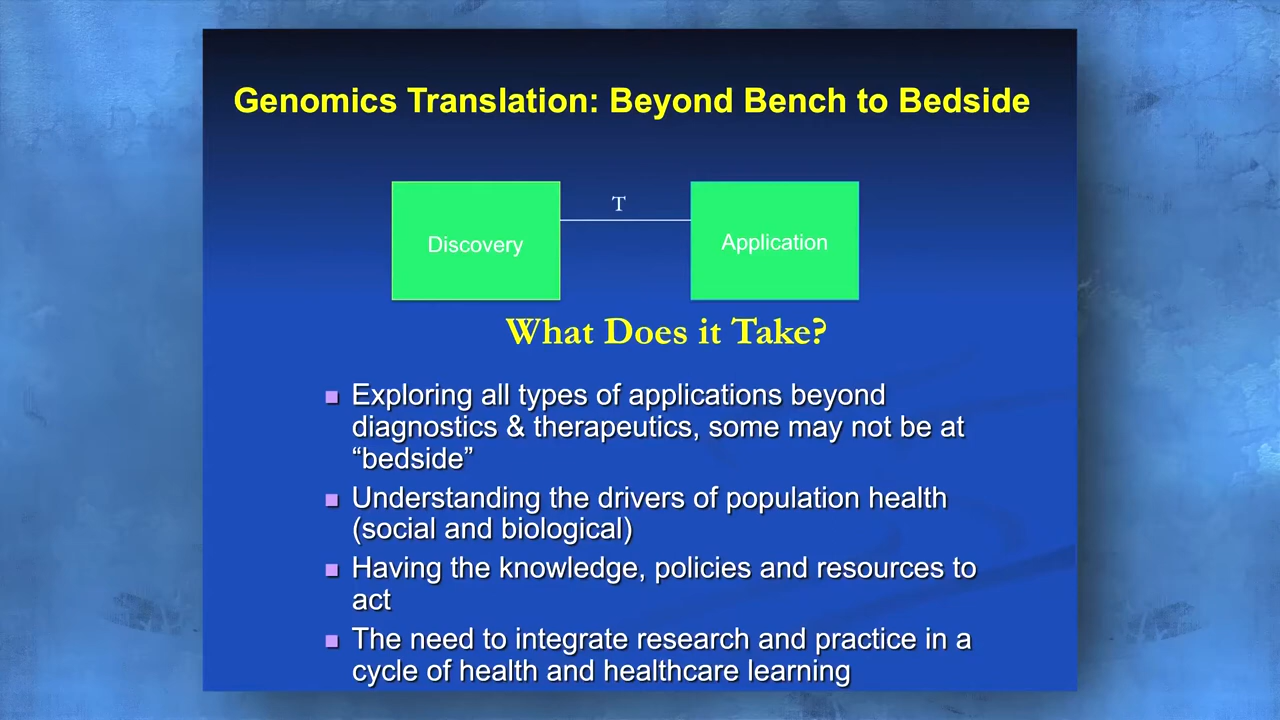 Genomics Translation: Beyond Bench to Bedside
T
Discovery
Application
What Does it Take?
Exploring all types of applications beyond
diagnostics & therapeutics, some may not be at
“bedside”
Understanding the drivers of population health
(social and biological)
Having the knowledge, policies and resources to
act
The need to integrate research and practice in a
cycle of health and healthcare learning